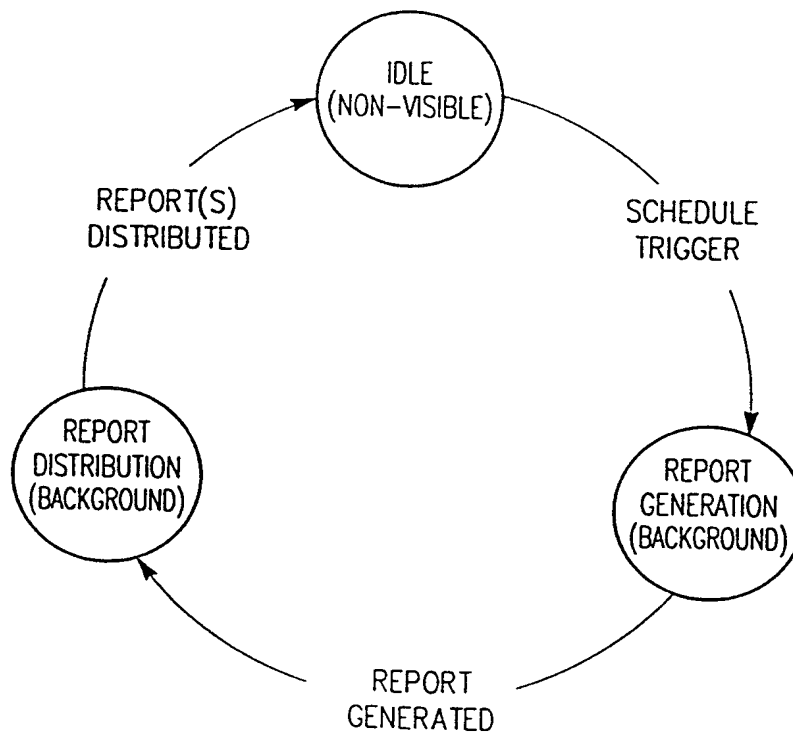 IDLE
(NON-VISIBLE)
SCHEDULE
TRIGGER
REPORT
GENERATION
(BACKGROUND)
REPORT
GENERATED
REPORT
DISTRIBUTION
(BACKGROUND)
REPORT(S)
DISTRIBUTED